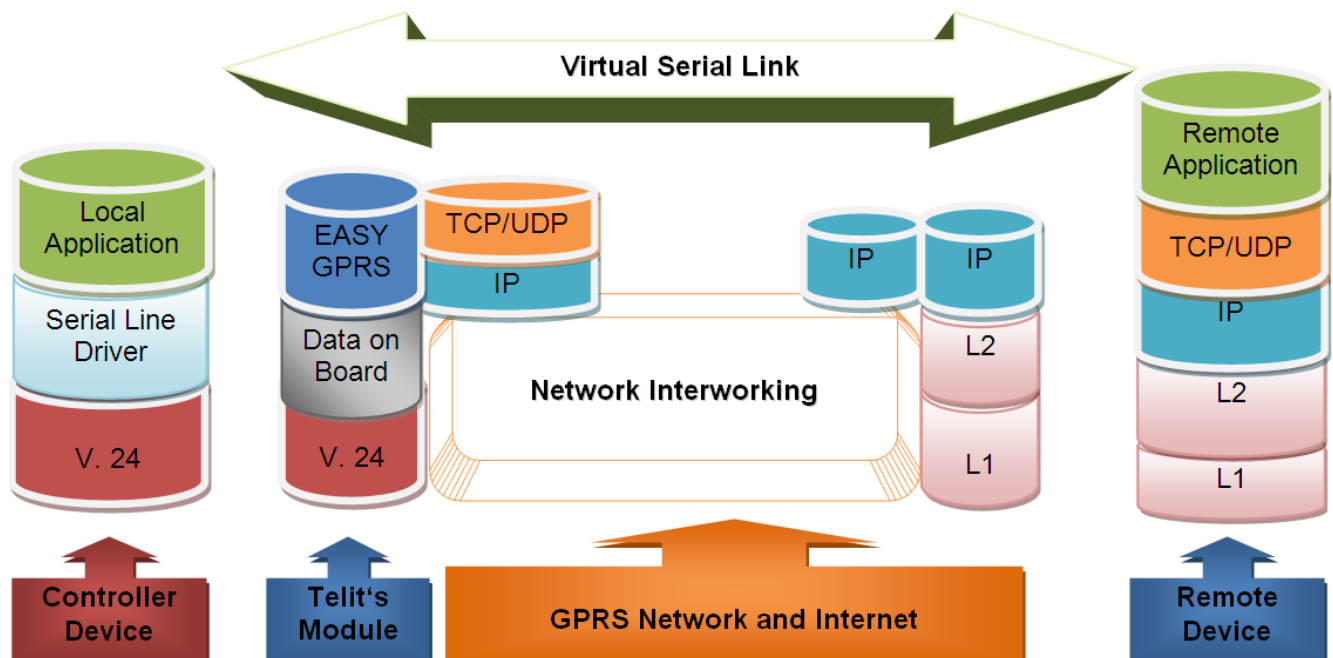 Virtual Serial Link
Local
Application
Serial Line
Driver
V. 24
EASY
GPRS
Data on
Board
V. 24
TCP/UDP
IP
Network Interworking
IP
IP
L2
L1
Remote
Application
TCP/UDP
IP
L2
L1
Controller
Device
Telit‘s
Module
GPRS Network and Internet
Remote
Device